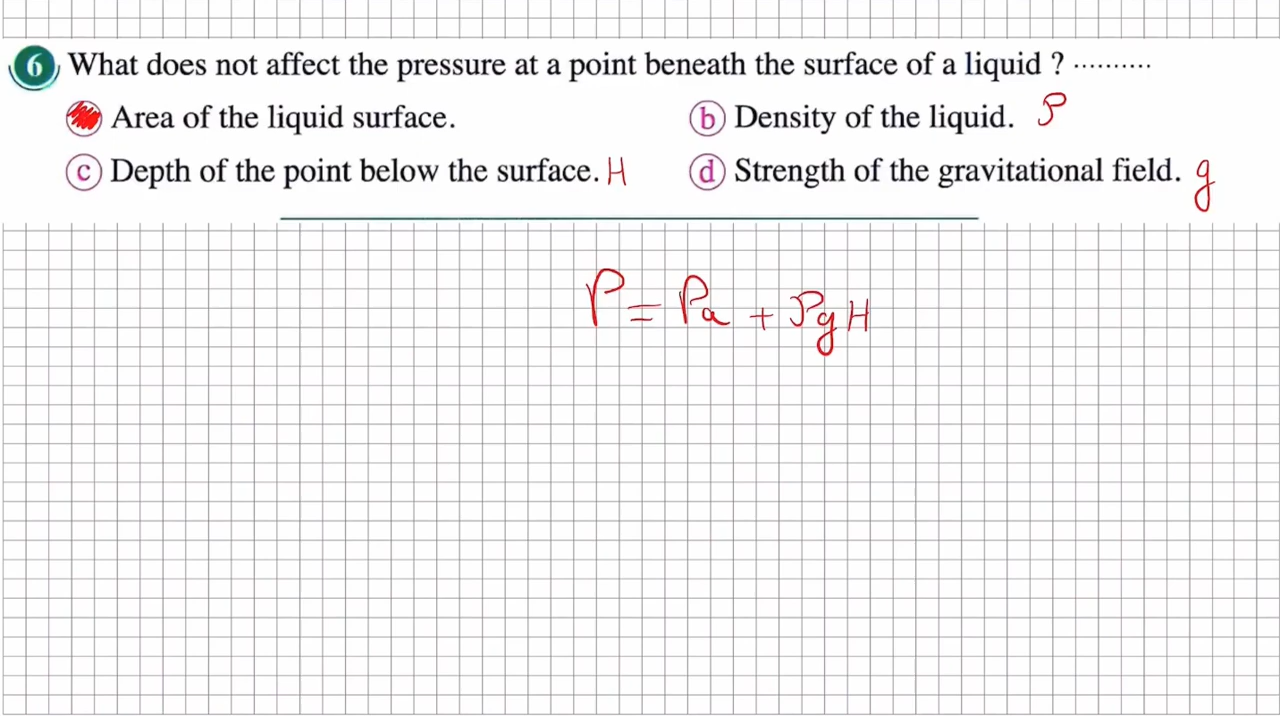 6 What does not affect the pressure at a point beneath the surface of a liquid ? ..........
Area of the liquid surface.
b Density of the liquid. ρ
c Depth of the point below the surface. H
d Strength of the gravitational field. g
P = Pa + ρgH